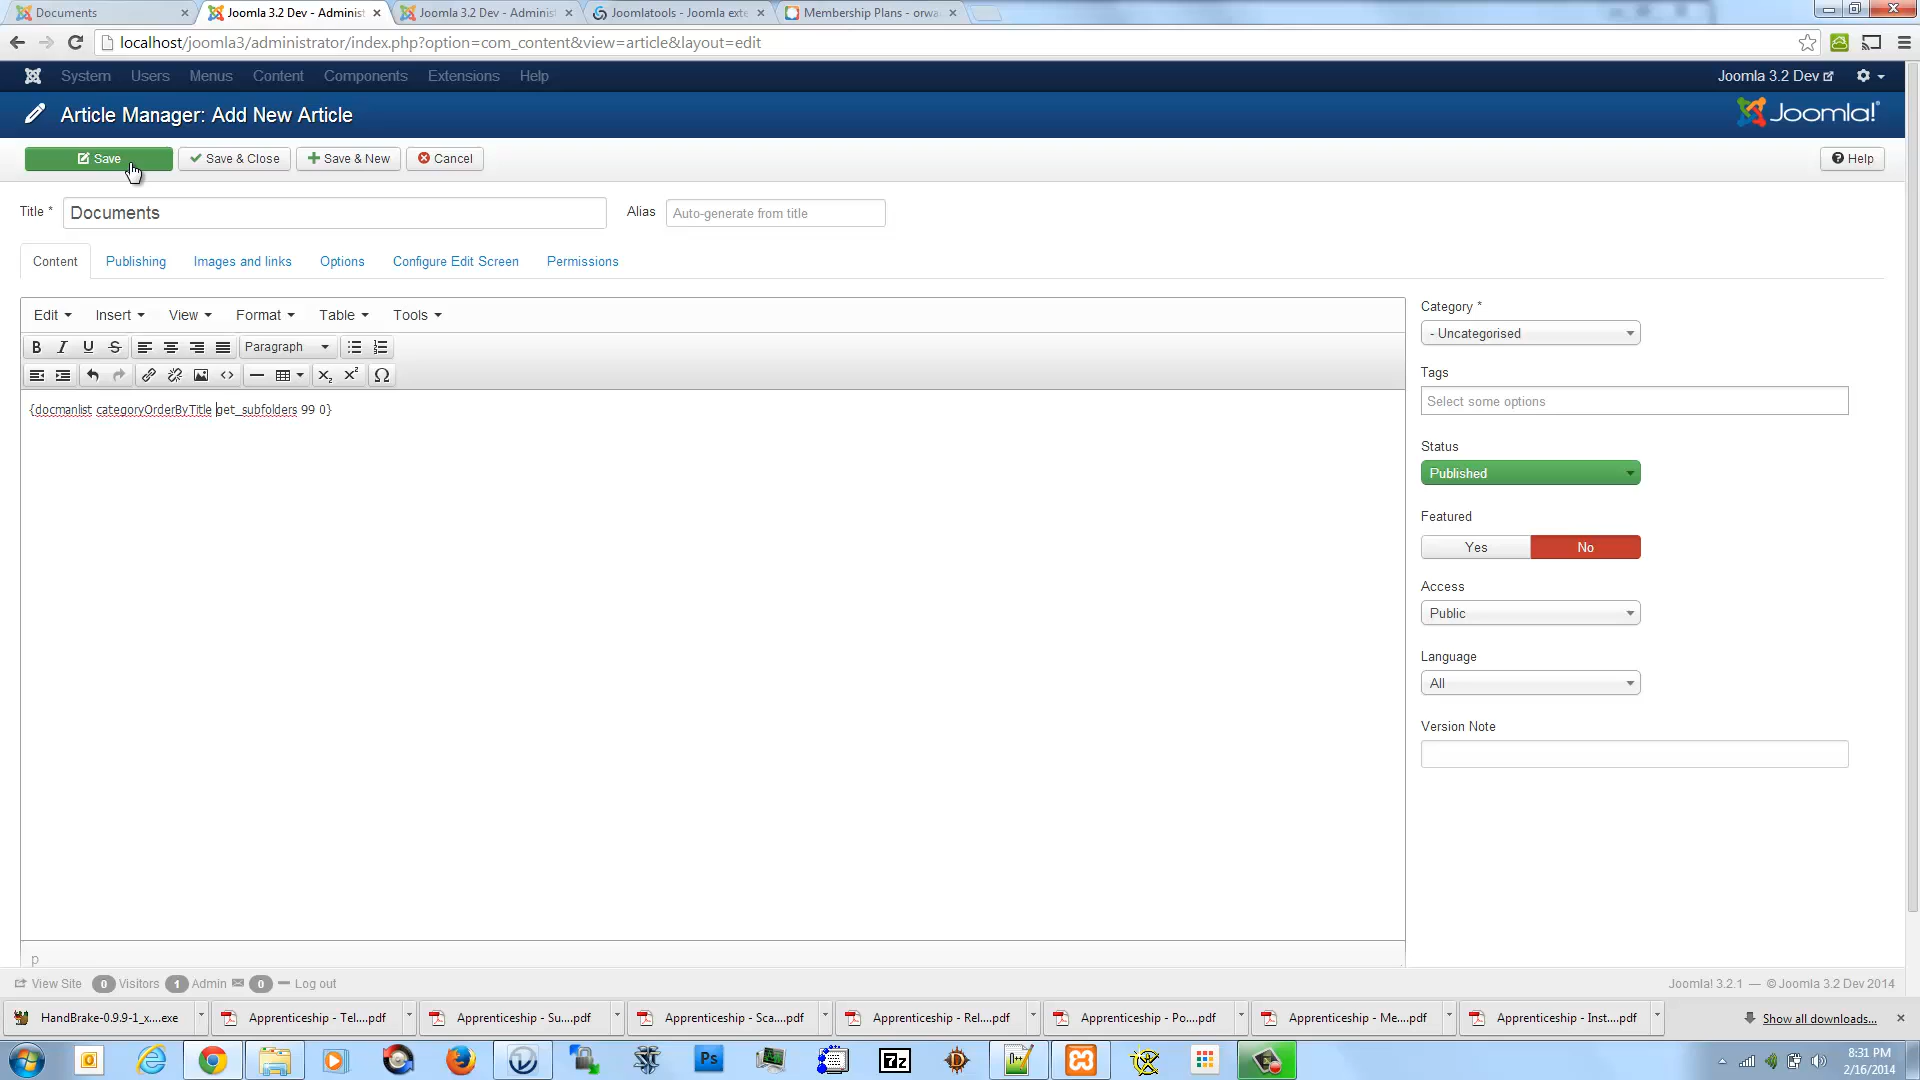 Documents
Joomla 3.2 Dev - Administ
Joomla 3.2 Dev - Administ
Joomlatools - Joomla exte
Membership Plans - orwa
localhost/joomla3/administrator/index.php?option=com_content&view=article&layout=edit
System Users Menus Content Components Extensions Help
Joomla 3.2 Dev
Article Manager: Add New Article
Joomla!
Save
Save & Close
Save & New
Cancel
Help
Title *
Documents
Alias
Auto-generate from title
Content
Publishing
Images and links
Options
Configure Edit Screen
Permissions
Edit Insert View Format Table Tools
B I U S
Paragraph
{docmanlist categoryOrderByTitle get_subfolders 99 0}
p
Category *
- Uncategorised
Tags
Select some options
Status
Published
Featured
Yes
No
Access
Public
Language
All
Version Note
View Site 0 Visitors 1 Admin 0 Log out
Joomla! 3.2.1 — © Joomla 3.2 Dev 2014
HandBrake-0.9.9-1_x....exe
Apprenticeship - Tel....pdf
Apprenticeship - Su....pdf
Apprenticeship - Sca....pdf
Apprenticeship - Rel....pdf
Apprenticeship - Po....pdf
Apprenticeship - Me....pdf
Apprenticeship - Inst....pdf
Show all downloads...
Ps
7z
8:31 PM
2/16/2014